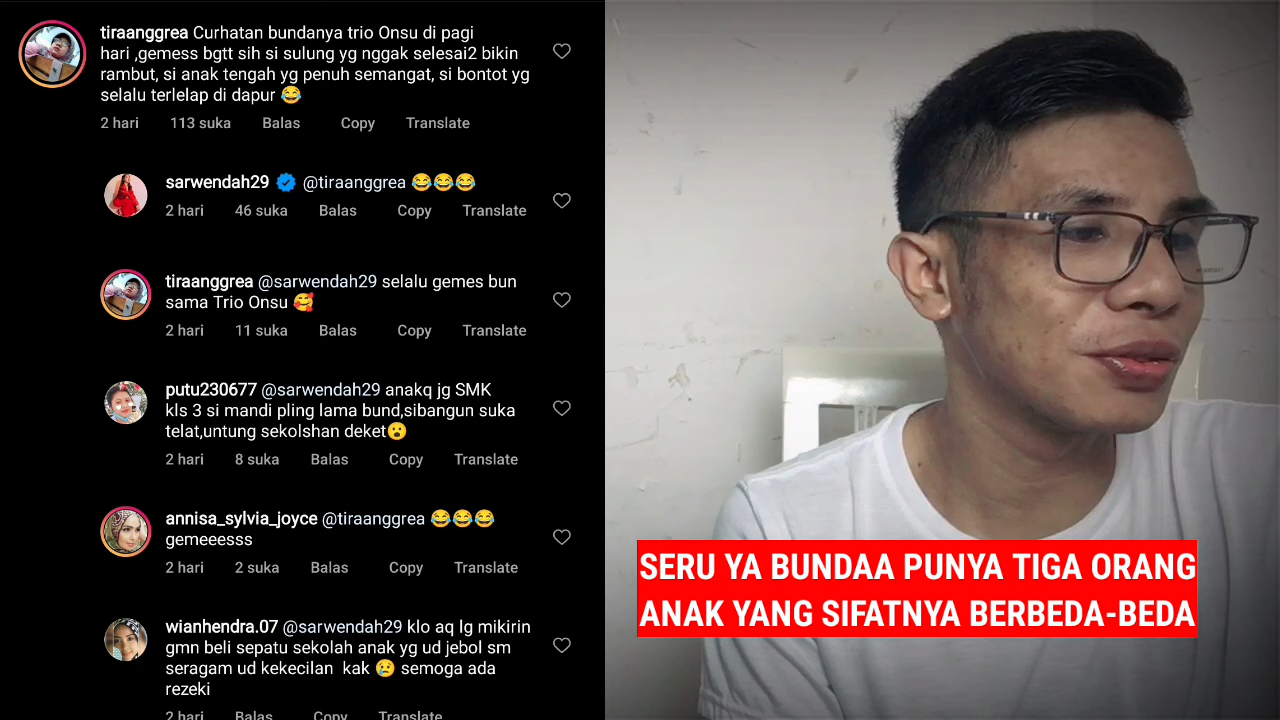 tiraanggrea Curhatan bundanya trio Onsu di pagi
hari ,gemess bgtt sih si sulung yg nggak selesai2 bikin
rambut, si anak tengah yg penuh semangat, si bontot yg
selalu terlelap di dapur 😂
2 hari 113 suka Balas Copy Translate
sarwendah29 @tiraanggrea 😂😂😂
2 hari 46 suka Balas Copy Translate
tiraanggrea @sarwendah29 selalu gemes bun
sama Trio Onsu 🥰
2 hari 11 suka Balas Copy Translate
putu230677 @sarwendah29 anakq jg SMK
kls 3 si mandi pling lama bund,sibangun suka
telat,untung sekolshan deket😮
2 hari 8 suka Balas Copy Translate
annisa_sylvia_joyce @tiraanggrea 😂😂😂
gemeeesss
2 hari 2 suka Balas Copy Translate
wianhendra.07 @sarwendah29 klo aq lg mikirin
gmn beli sepatu sekolah anak yg ud jebol sm
seragam ud kekecilan kak 😢 semoga ada
rezeki
2 hari Balas Copy Translate
SERU YA BUNDAA PUNYA TIGA ORANG
ANAK YANG SIFATNYA BERBEDA-BEDA